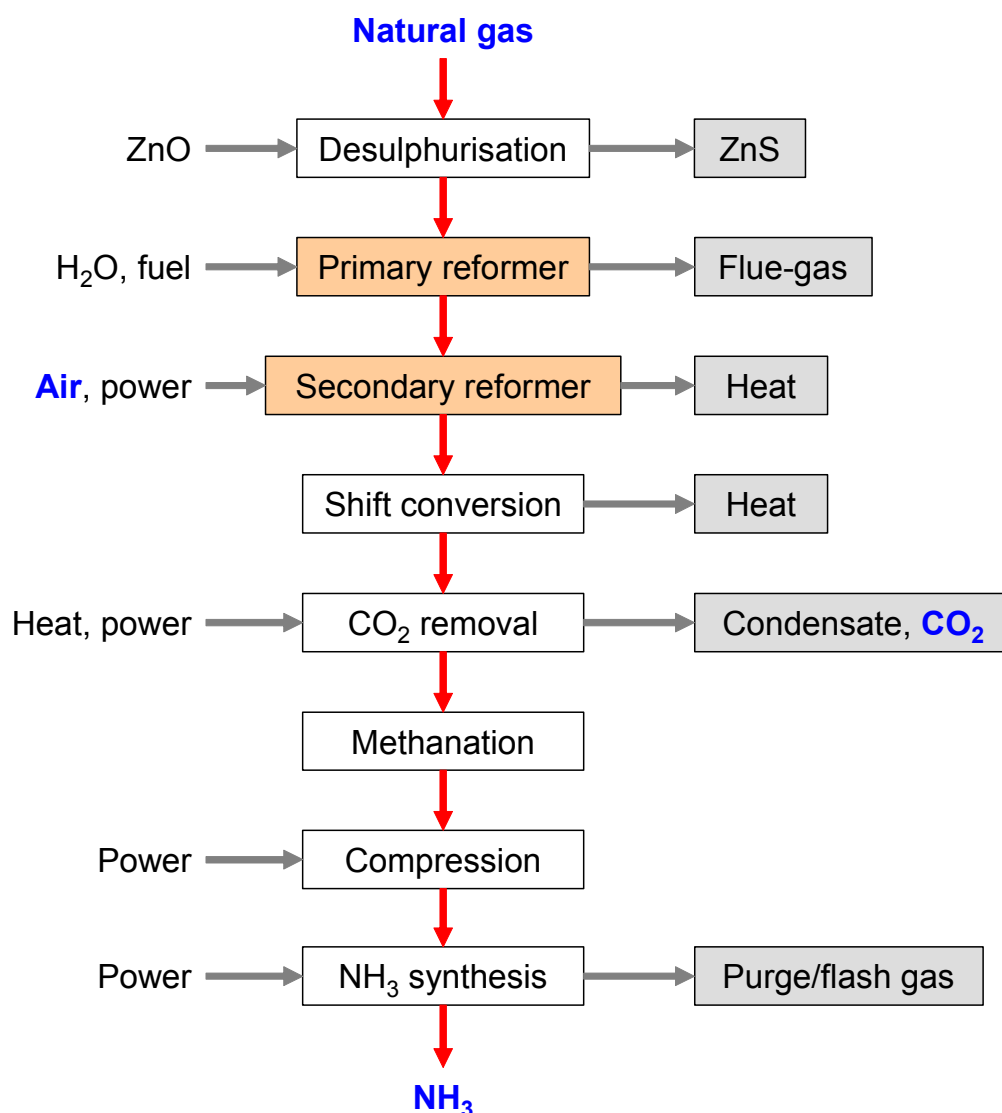 Natural gas
ZnO Desulphurisation ZnS
H₂O, fuel Primary reformer Flue-gas
Air, power Secondary reformer Heat
Shift conversion Heat
Heat, power CO₂ removal Condensate, CO₂
Methanation
Power Compression
Power NH₃ synthesis Purge/flash gas
NH₃